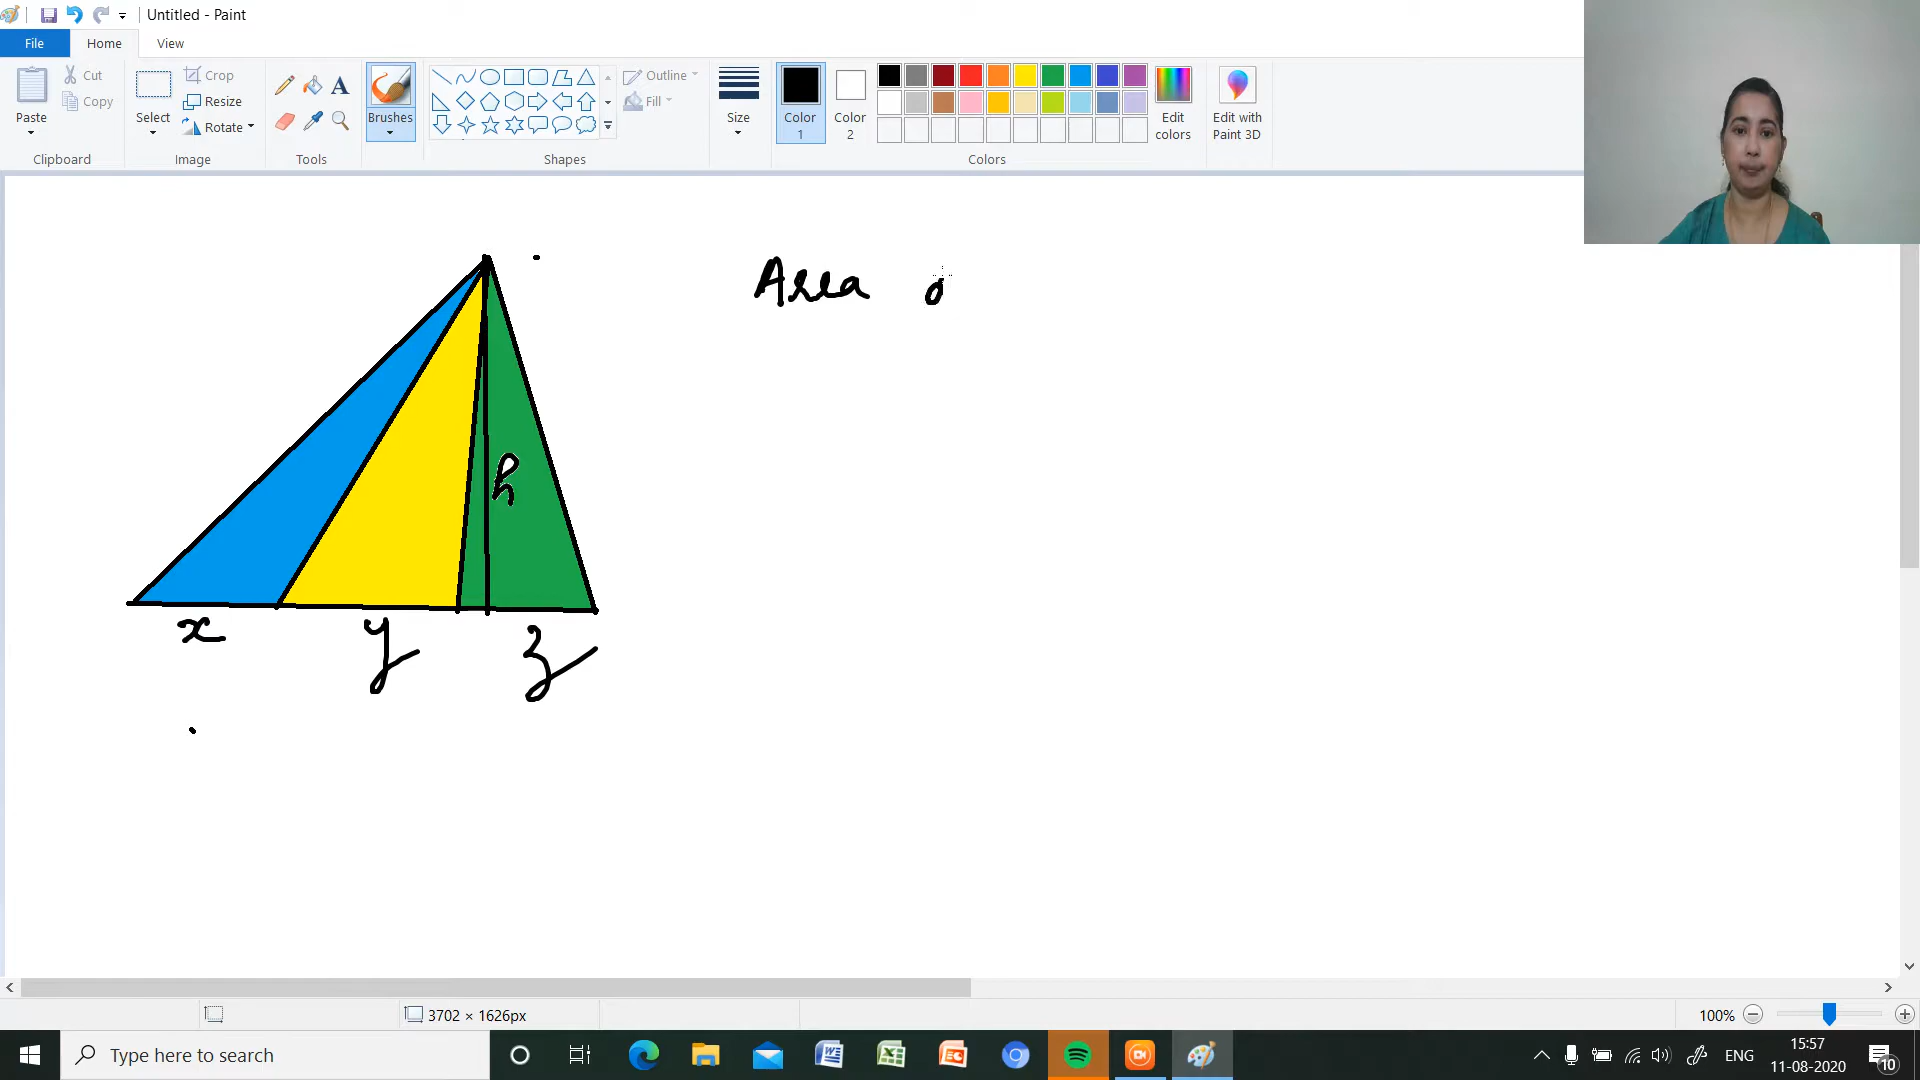 Untitled - Paint
File Home View
Paste
Cut
Copy
Clipboard
Select
Crop
Resize
Rotate
Image
Tools
Brushes
Outline
Fill
Shapes
Size
Color 1
Color 2
Edit colors
Colors
Edit with Paint 3D
Area o
h
x y z
3702 × 1626px
100%
Type here to search
ENG
15:57
11-08-2020
10